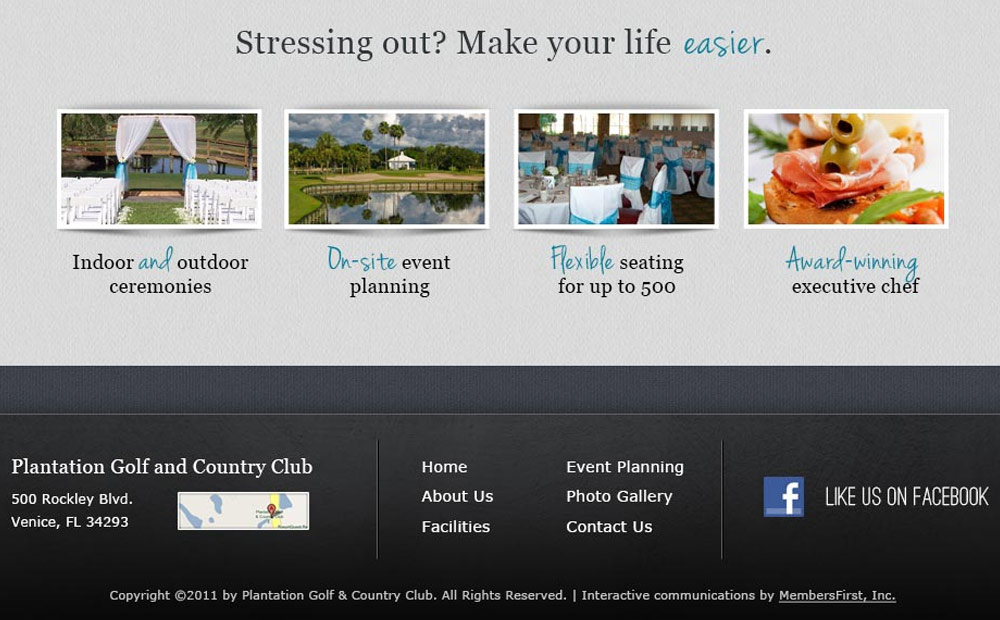 Stressing out? Make your life easier.
Indoor and outdoor
ceremonies
On-site event
planning
Flexible seating
for up to 500
Award-winning
executive chef
Plantation Golf and Country Club
500 Rockley Blvd.
Venice, FL 34293
Home
About Us
Facilities
Event Planning
Photo Gallery
Contact Us
f LIKE US ON FACEBOOK
Copyright ©2011 by Plantation Golf & Country Club. All Rights Reserved. | Interactive communications by MembersFirst, Inc.